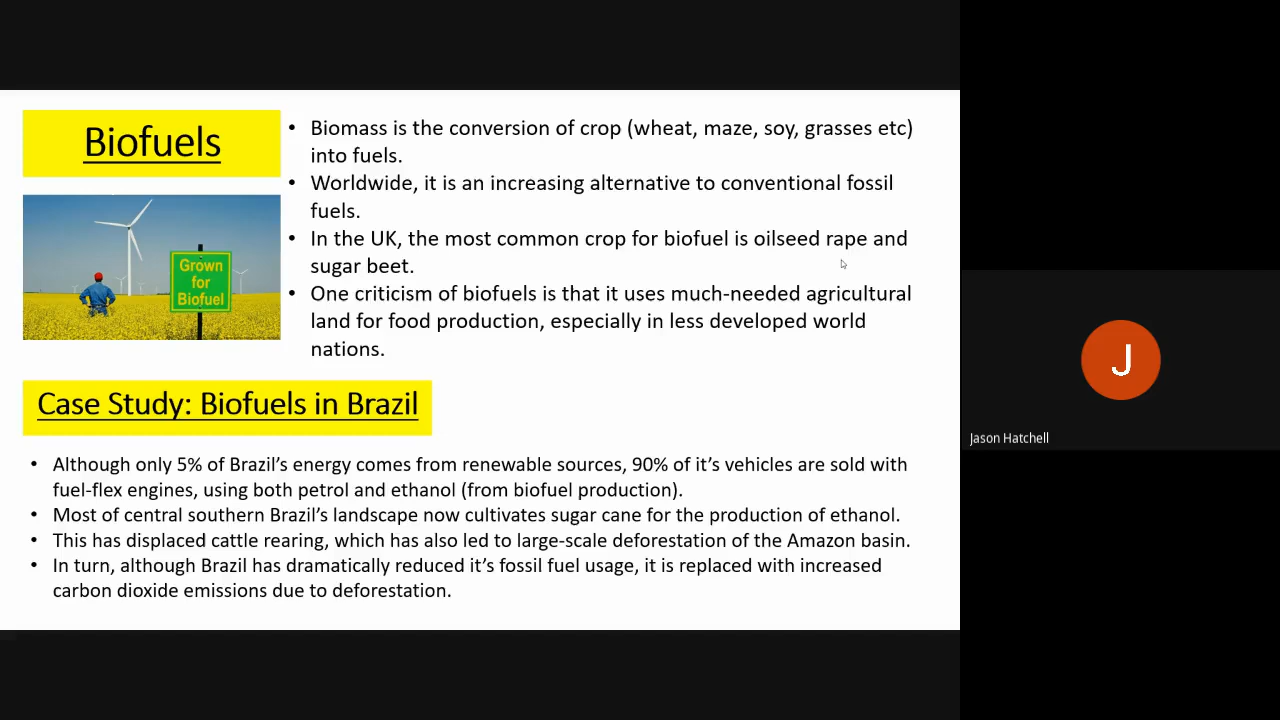 Biofuels
Grown
for
Biofuel
• Biomass is the conversion of crop (wheat, maze, soy, grasses etc)
into fuels.
• Worldwide, it is an increasing alternative to conventional fossil
fuels.
• In the UK, the most common crop for biofuel is oilseed rape and
sugar beet.
• One criticism of biofuels is that it uses much-needed agricultural
land for food production, especially in less developed world
nations.
Case Study: Biofuels in Brazil
• Although only 5% of Brazil’s energy comes from renewable sources, 90% of it’s vehicles are sold with
fuel-flex engines, using both petrol and ethanol (from biofuel production).
• Most of central southern Brazil’s landscape now cultivates sugar cane for the production of ethanol.
• This has displaced cattle rearing, which has also led to large-scale deforestation of the Amazon basin.
• In turn, although Brazil has dramatically reduced it’s fossil fuel usage, it is replaced with increased
carbon dioxide emissions due to deforestation.
J
Jason Hatchell